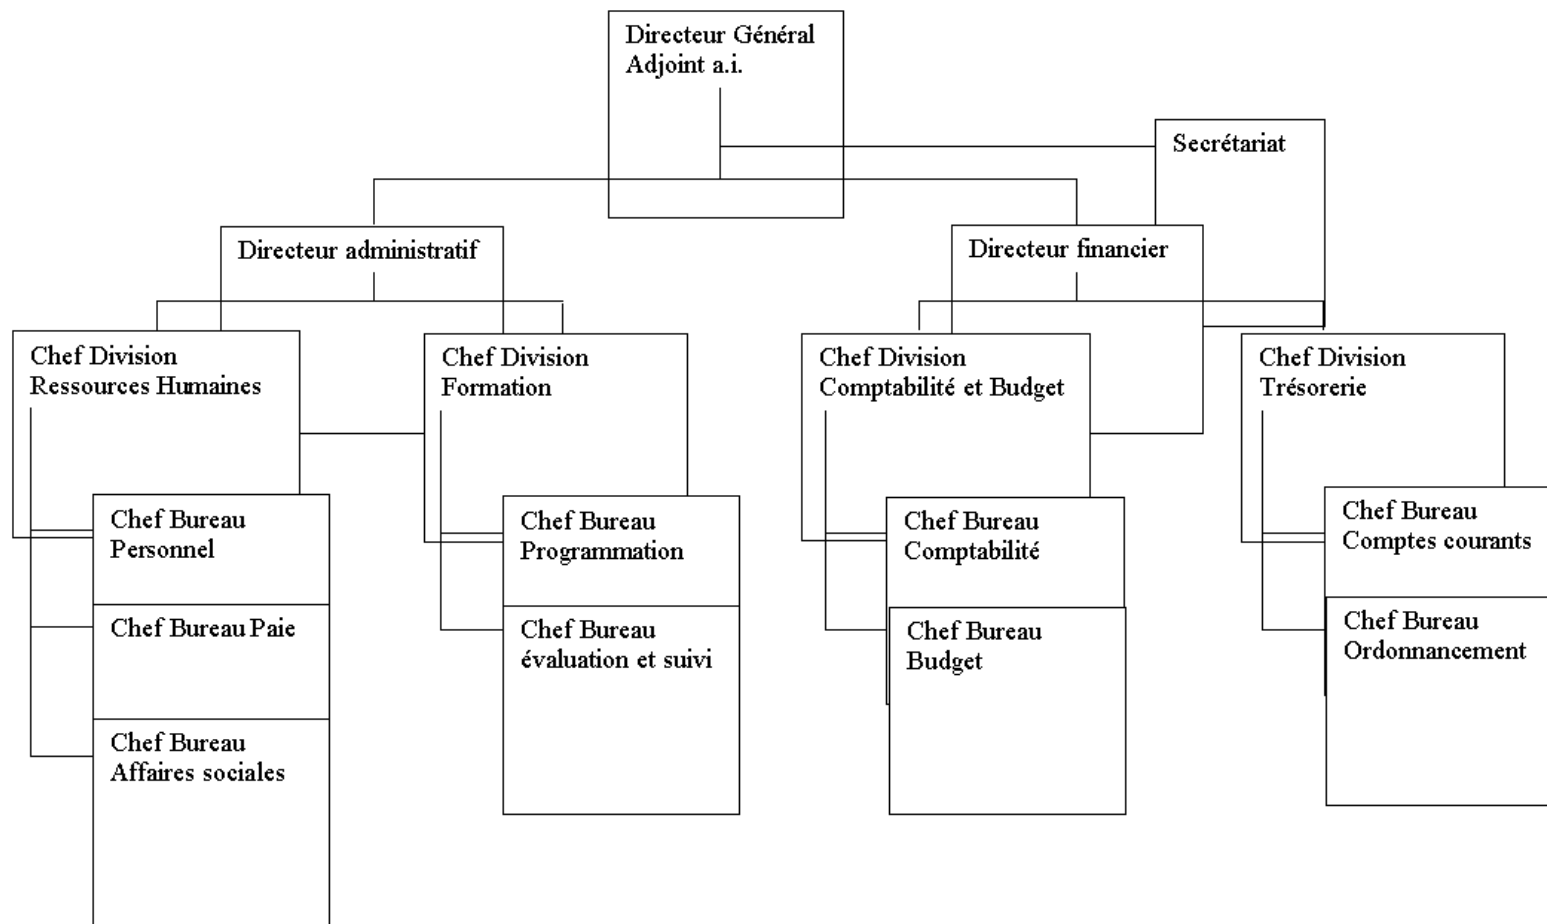 Directeur Général
Adjoint a.i.
Secrétariat
Directeur administratif
Directeur financier
Chef Division
Ressources Humaines
Chef Division
Formation
Chef Division
Comptabilité et Budget
Chef Division
Trésorerie
Chef Bureau
Personnel
Chef Bureau Paie
Chef Bureau
Affaires sociales
Chef Bureau
Programmation
Chef Bureau
évaluation et suivi
Chef Bureau
Comptabilité
Chef Bureau
Budget
Chef Bureau
Comptes courants
Chef Bureau
Ordonnancement